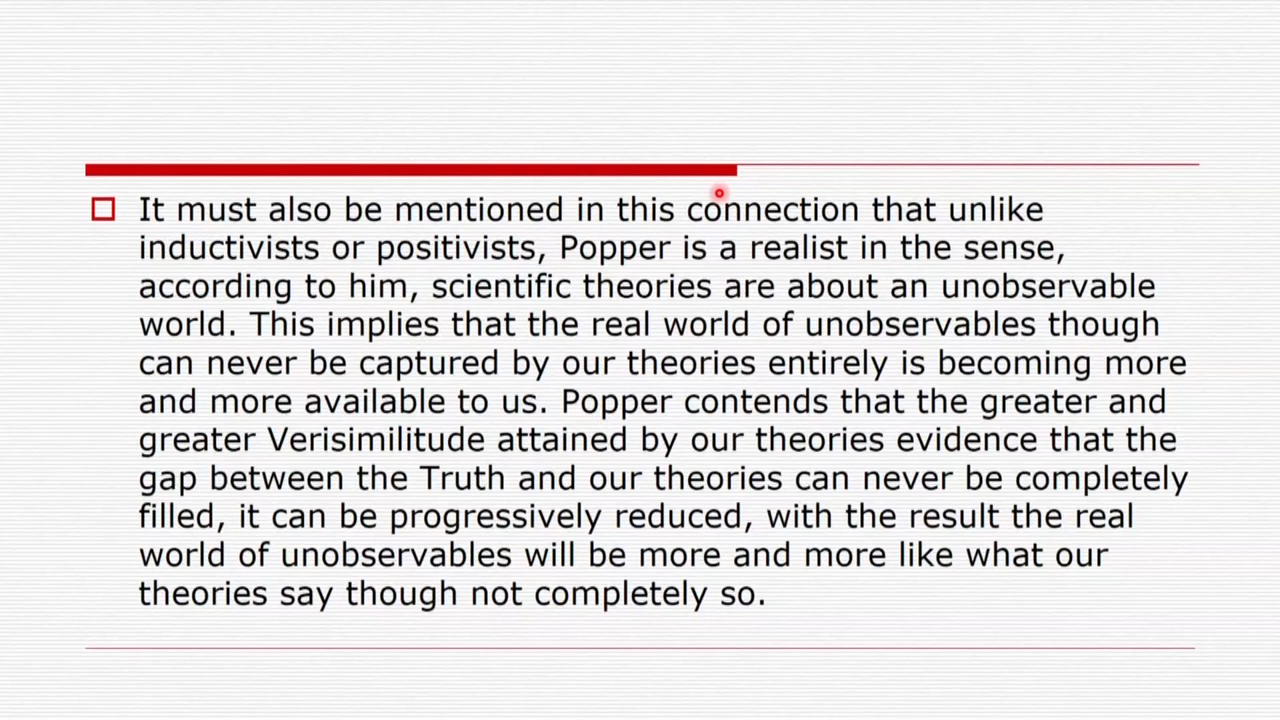 It must also be mentioned in this connection that unlike
inductivists or positivists, Popper is a realist in the sense,
according to him, scientific theories are about an unobservable
world. This implies that the real world of unobservables though
can never be captured by our theories entirely is becoming more
and more available to us. Popper contends that the greater and
greater Verisimilitude attained by our theories evidence that the
gap between the Truth and our theories can never be completely
filled, it can be progressively reduced, with the result the real
world of unobservables will be more and more like what our
theories say though not completely so.